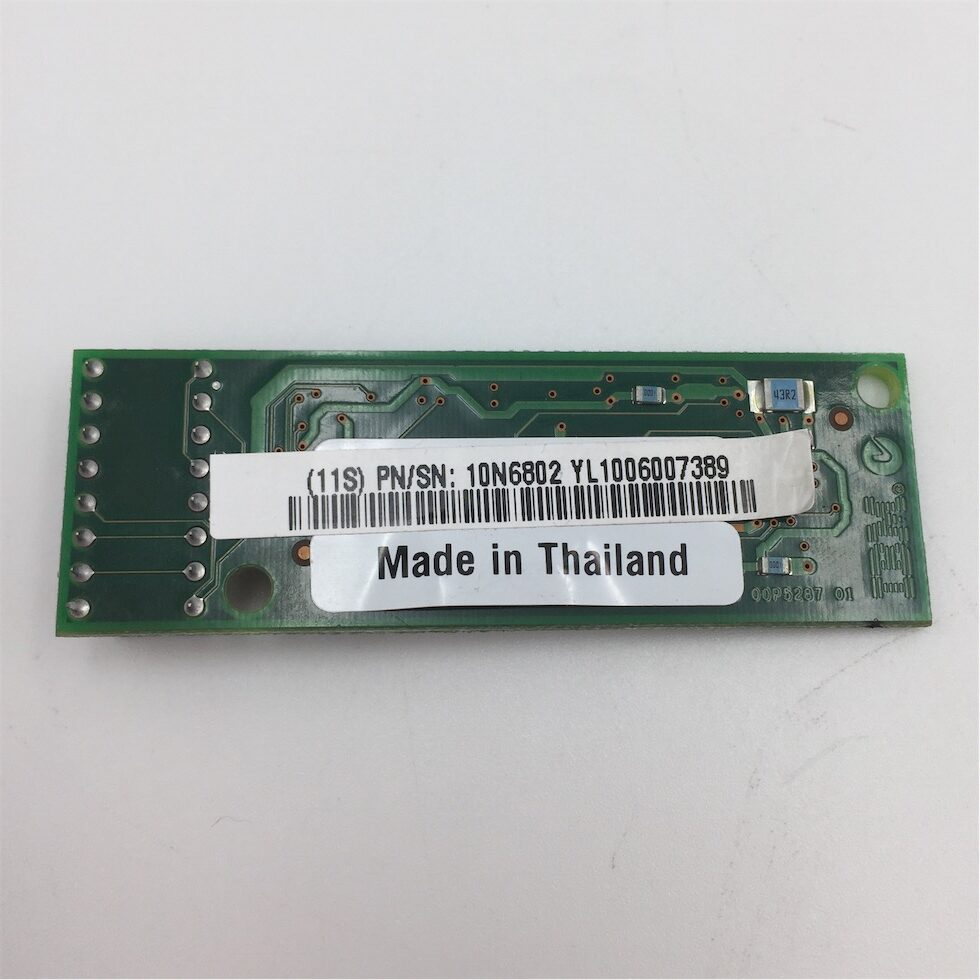 43R2
(11S) PN/SN: 10N6802 YL1006007389
Made in Thailand
00P5287 01